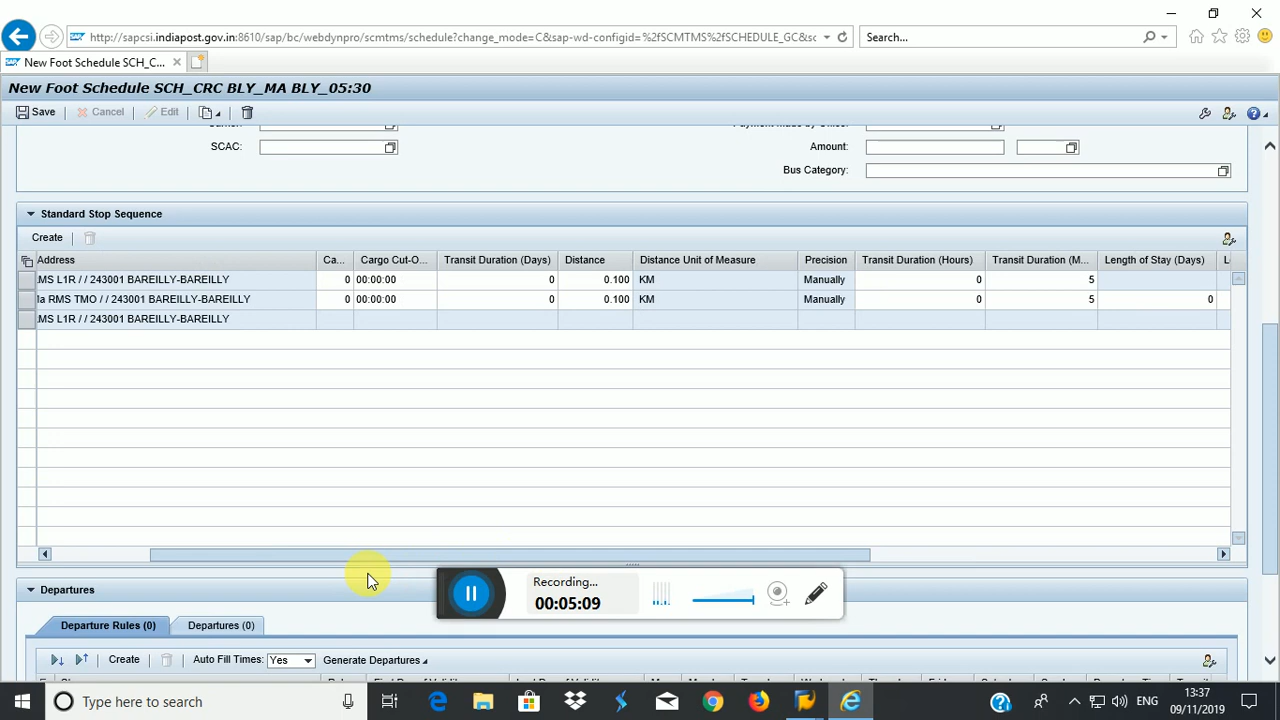 http://sapcsi.indiapost.gov.in:8610/sap/bc/webdynpro/scmtms/schedule?change_mode=C&sap-wd-configid=%2fSCMTMS%2fSCHEDULE_GC&sc
Search...
New Foot Schedule SCH_C...
New Foot Schedule SCH_CRC BLY_MA BLY_05:30
Save Cancel Edit
SCAC:
Amount:
Bus Category:
Standard Stop Sequence
Create
Address Ca... Cargo Cut-O... Transit Duration (Days) Distance Distance Unit of Measure Precision Transit Duration (Hours) Transit Duration (M... Length of Stay (Days)
MS L1R / / 243001 BAREILLY-BAREILLY 0 00:00:00 0 0.100 KM Manually 0 5
la RMS TMO / / 243001 BAREILLY-BAREILLY 0 00:00:00 0 0.100 KM Manually 0 5 0
MS L1R / / 243001 BAREILLY-BAREILLY
Recording...
00:05:09
Departures
Departure Rules (0) Departures (0)
Create Auto Fill Times: Yes Generate Departures
Type here to search
ENG
13:37
09/11/2019